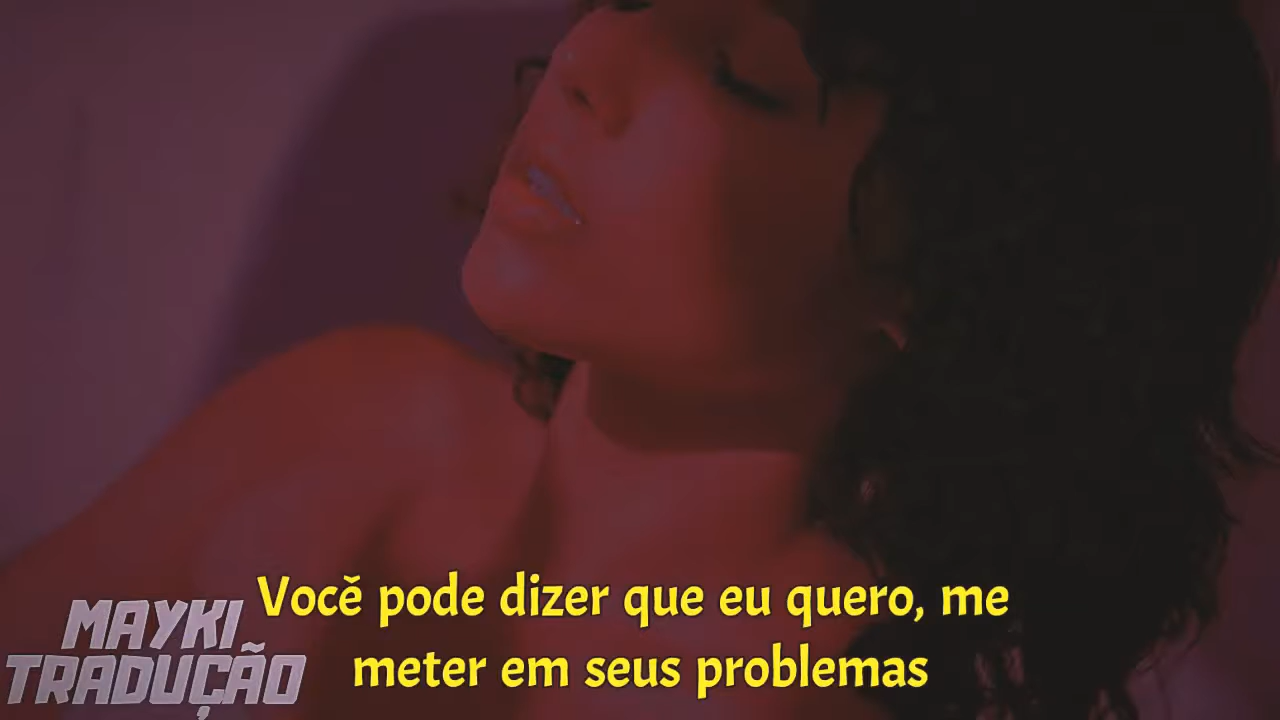 Você pode dizer que eu quero, me
meter em seus problemas
MAYKI
TRADUÇÃO